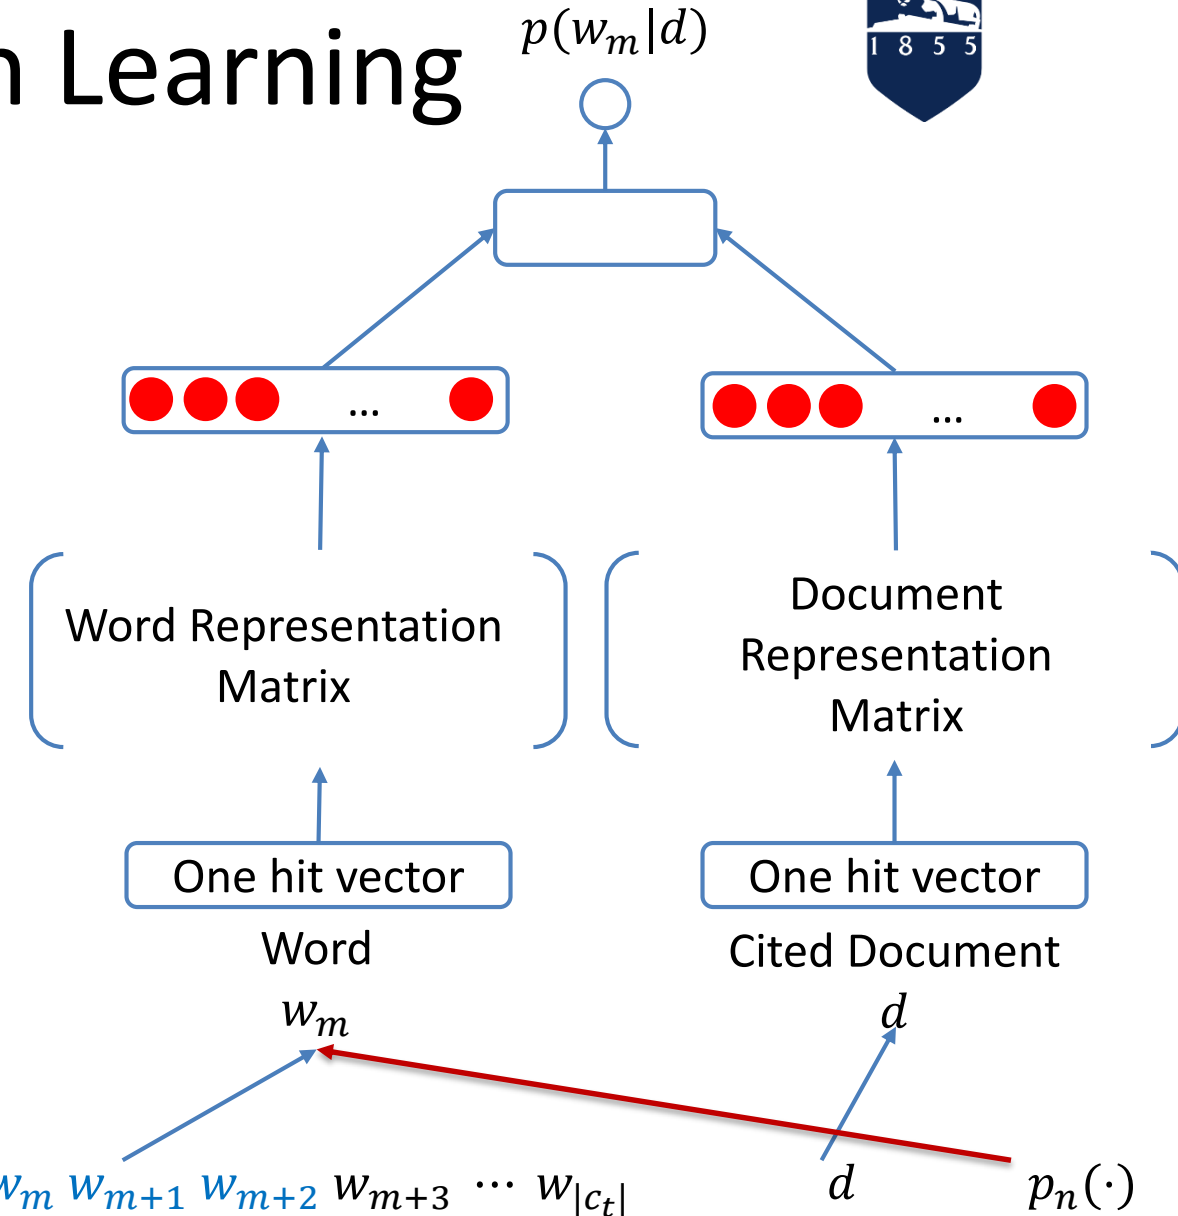 n Learning
p(w_m|d)
1 8 5 5
...
...
Word Representation
Matrix
Document
Representation
Matrix
One hit vector
One hit vector
Word
Cited Document
w_m
d
w_m w_{m+1} w_{m+2} w_{m+3} ⋯ w_{|c_t|} d p_n(·)